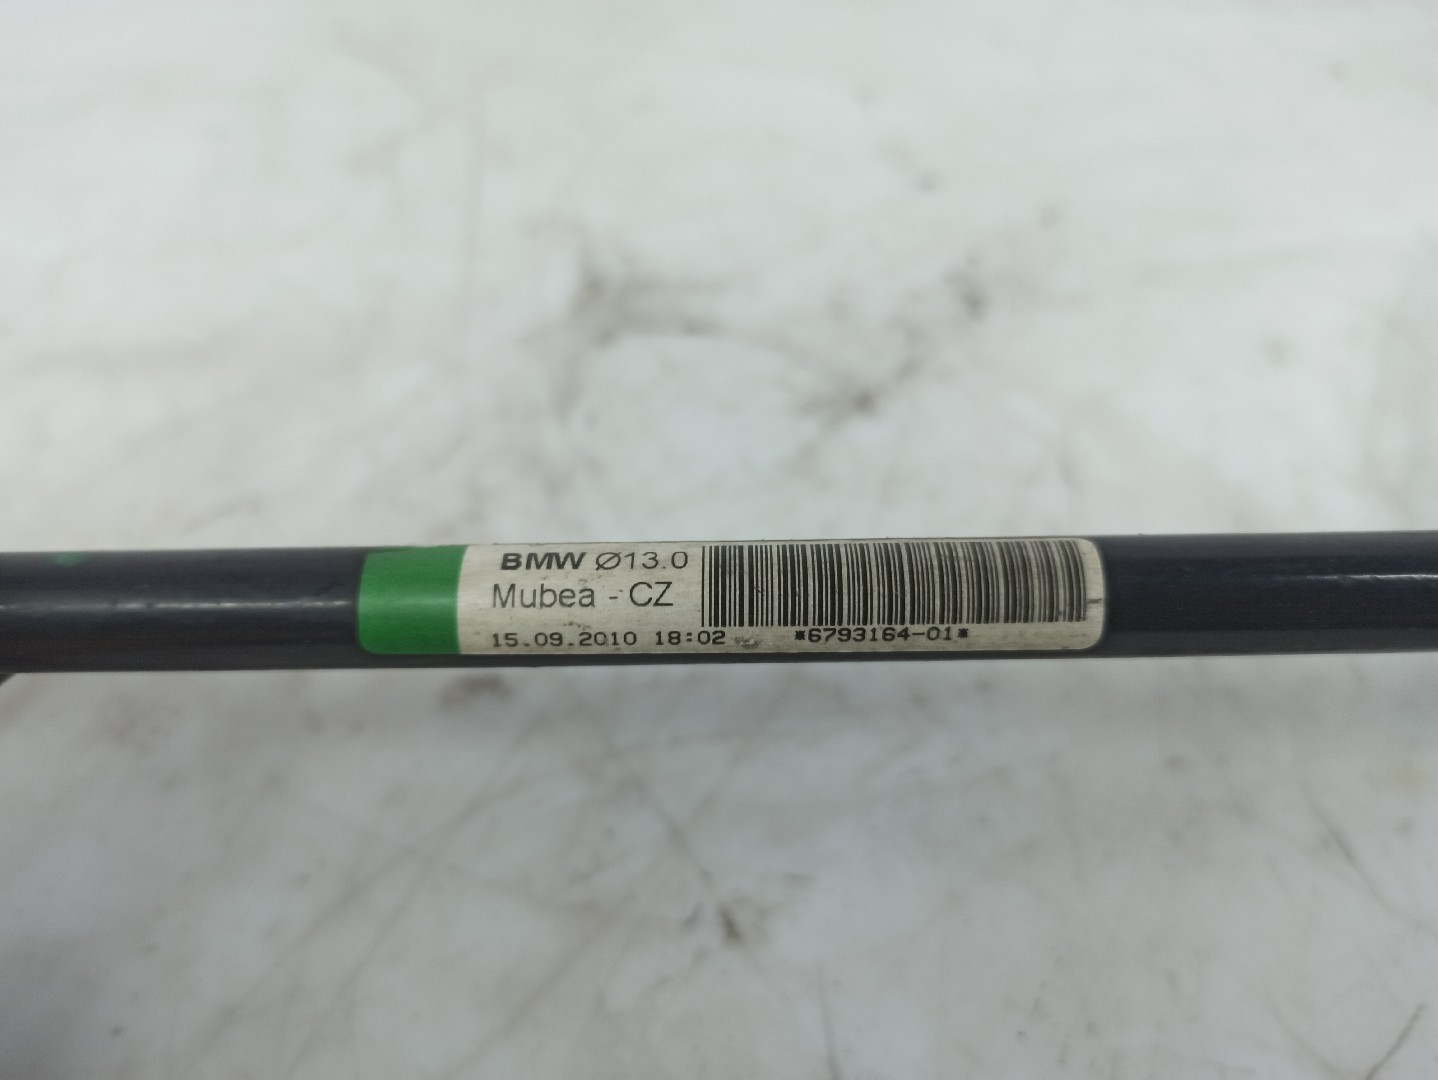 BMW Ø13.0
Mubea - CZ
15.09.2010 18:02 *6793164-01*